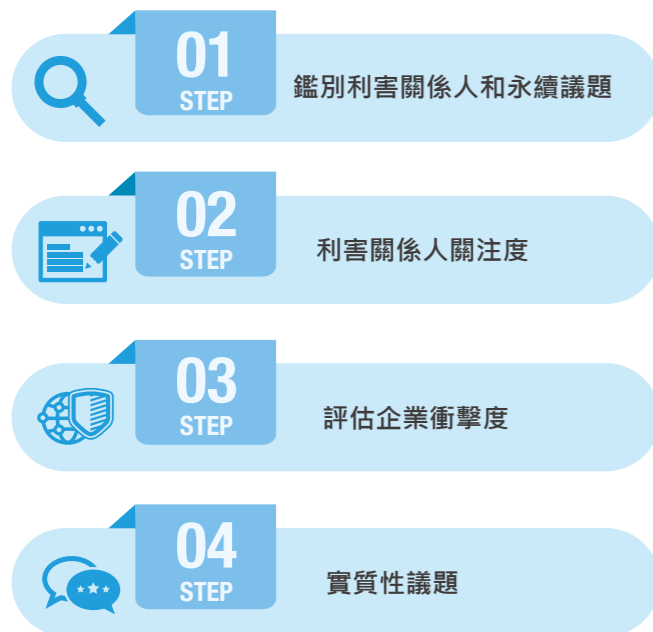 01
STEP
鑑別利害關係人和永續議題
02
STEP
利害關係人關注度
03
STEP
評估企業衝擊度
04
STEP
實質性議題